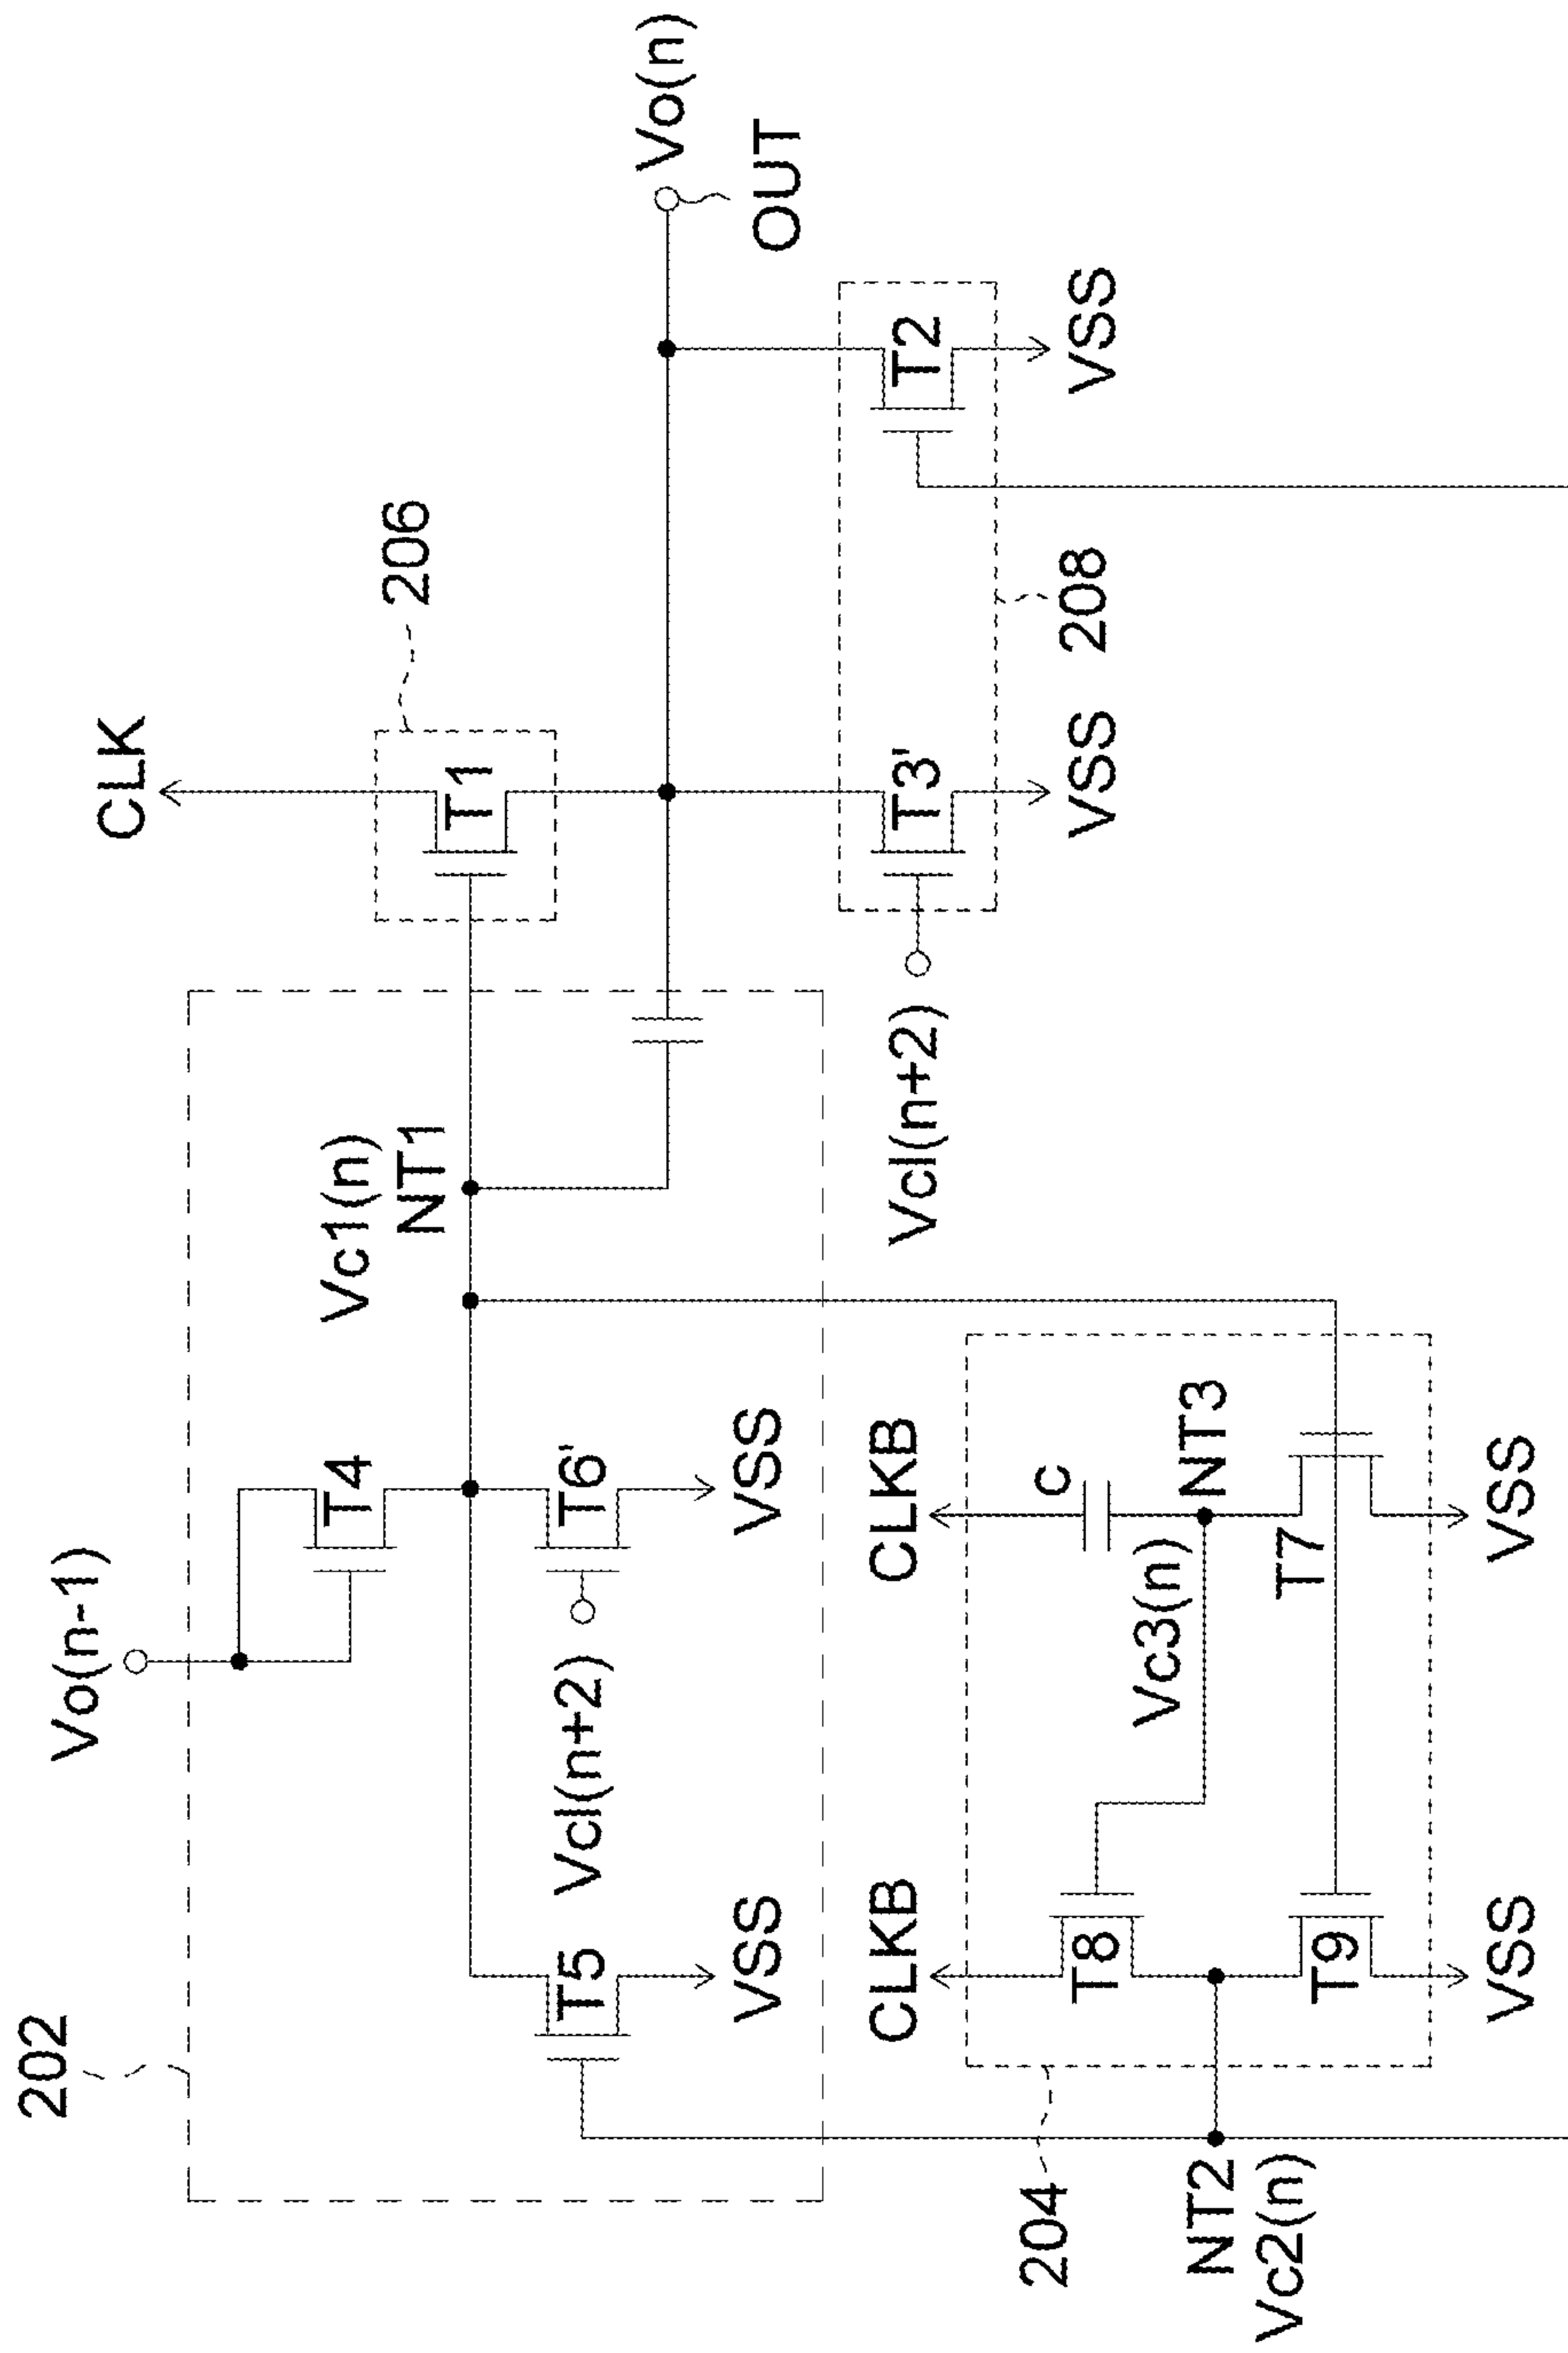 202
Vo(n-1)
CLK
T4
Vc1(n)
NT1
T1
206
Vo(n)
OUT
T5
Vcl(n+2)
T6'
VSS
VSS
Vcl(n+2)
T3'
T2
VSS
208
VSS
204
CLKB
CLKB
C
T8
Vc3(n)
NT3
NT2
Vc2(n)
T9
T7
VSS
VSS